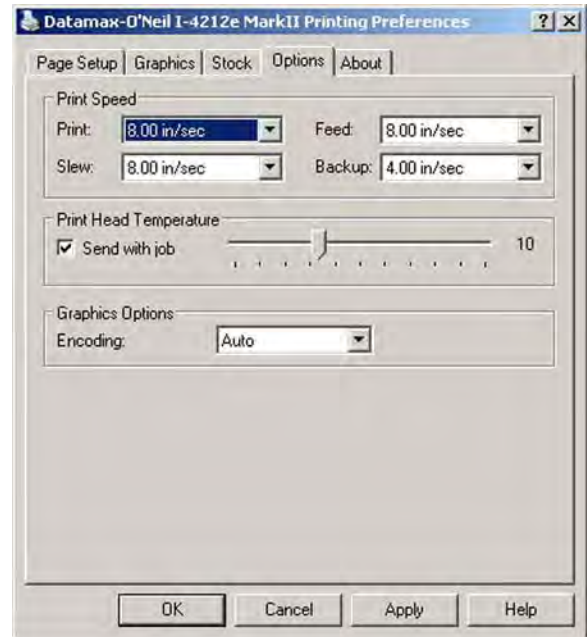 Datamax-O'Neil I-4212e MarkII Printing Preferences
Page Setup Graphics Stock Options About
Print Speed
Print: 8.00 in/sec Feed: 8.00 in/sec
Slew: 8.00 in/sec Backup: 4.00 in/sec
Print Head Temperature
Send with job 10
Graphics Options
Encoding: Auto
OK Cancel Apply Help